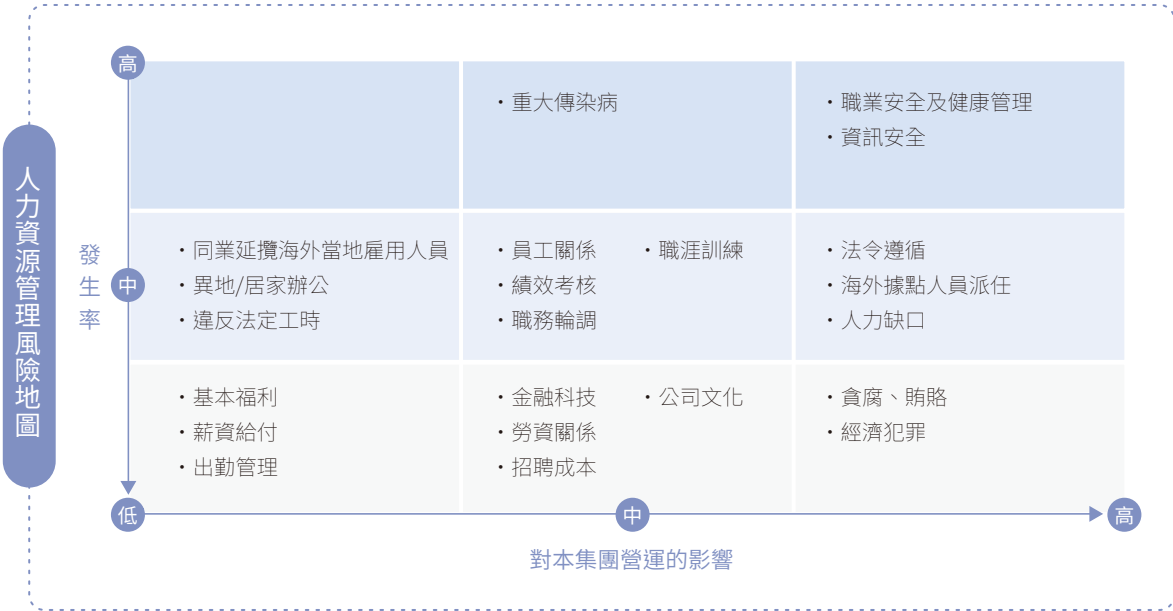 人力資源管理風險地圖
發生率
高
・重大傳染病
・職業安全及健康管理
・資訊安全
中
・同業延攬海外當地雇用人員
・異地/居家辦公
・違反法定工時
・員工關係
・職涯訓練
・績效考核
・職務輪調
・法令遵循
・海外據點人員派任
・人力缺口
・基本福利
・薪資給付
・出勤管理
・金融科技
・公司文化
・勞資關係
・招聘成本
・貪腐、賄賂
・經濟犯罪
低
中
高
對本集團營運的影響